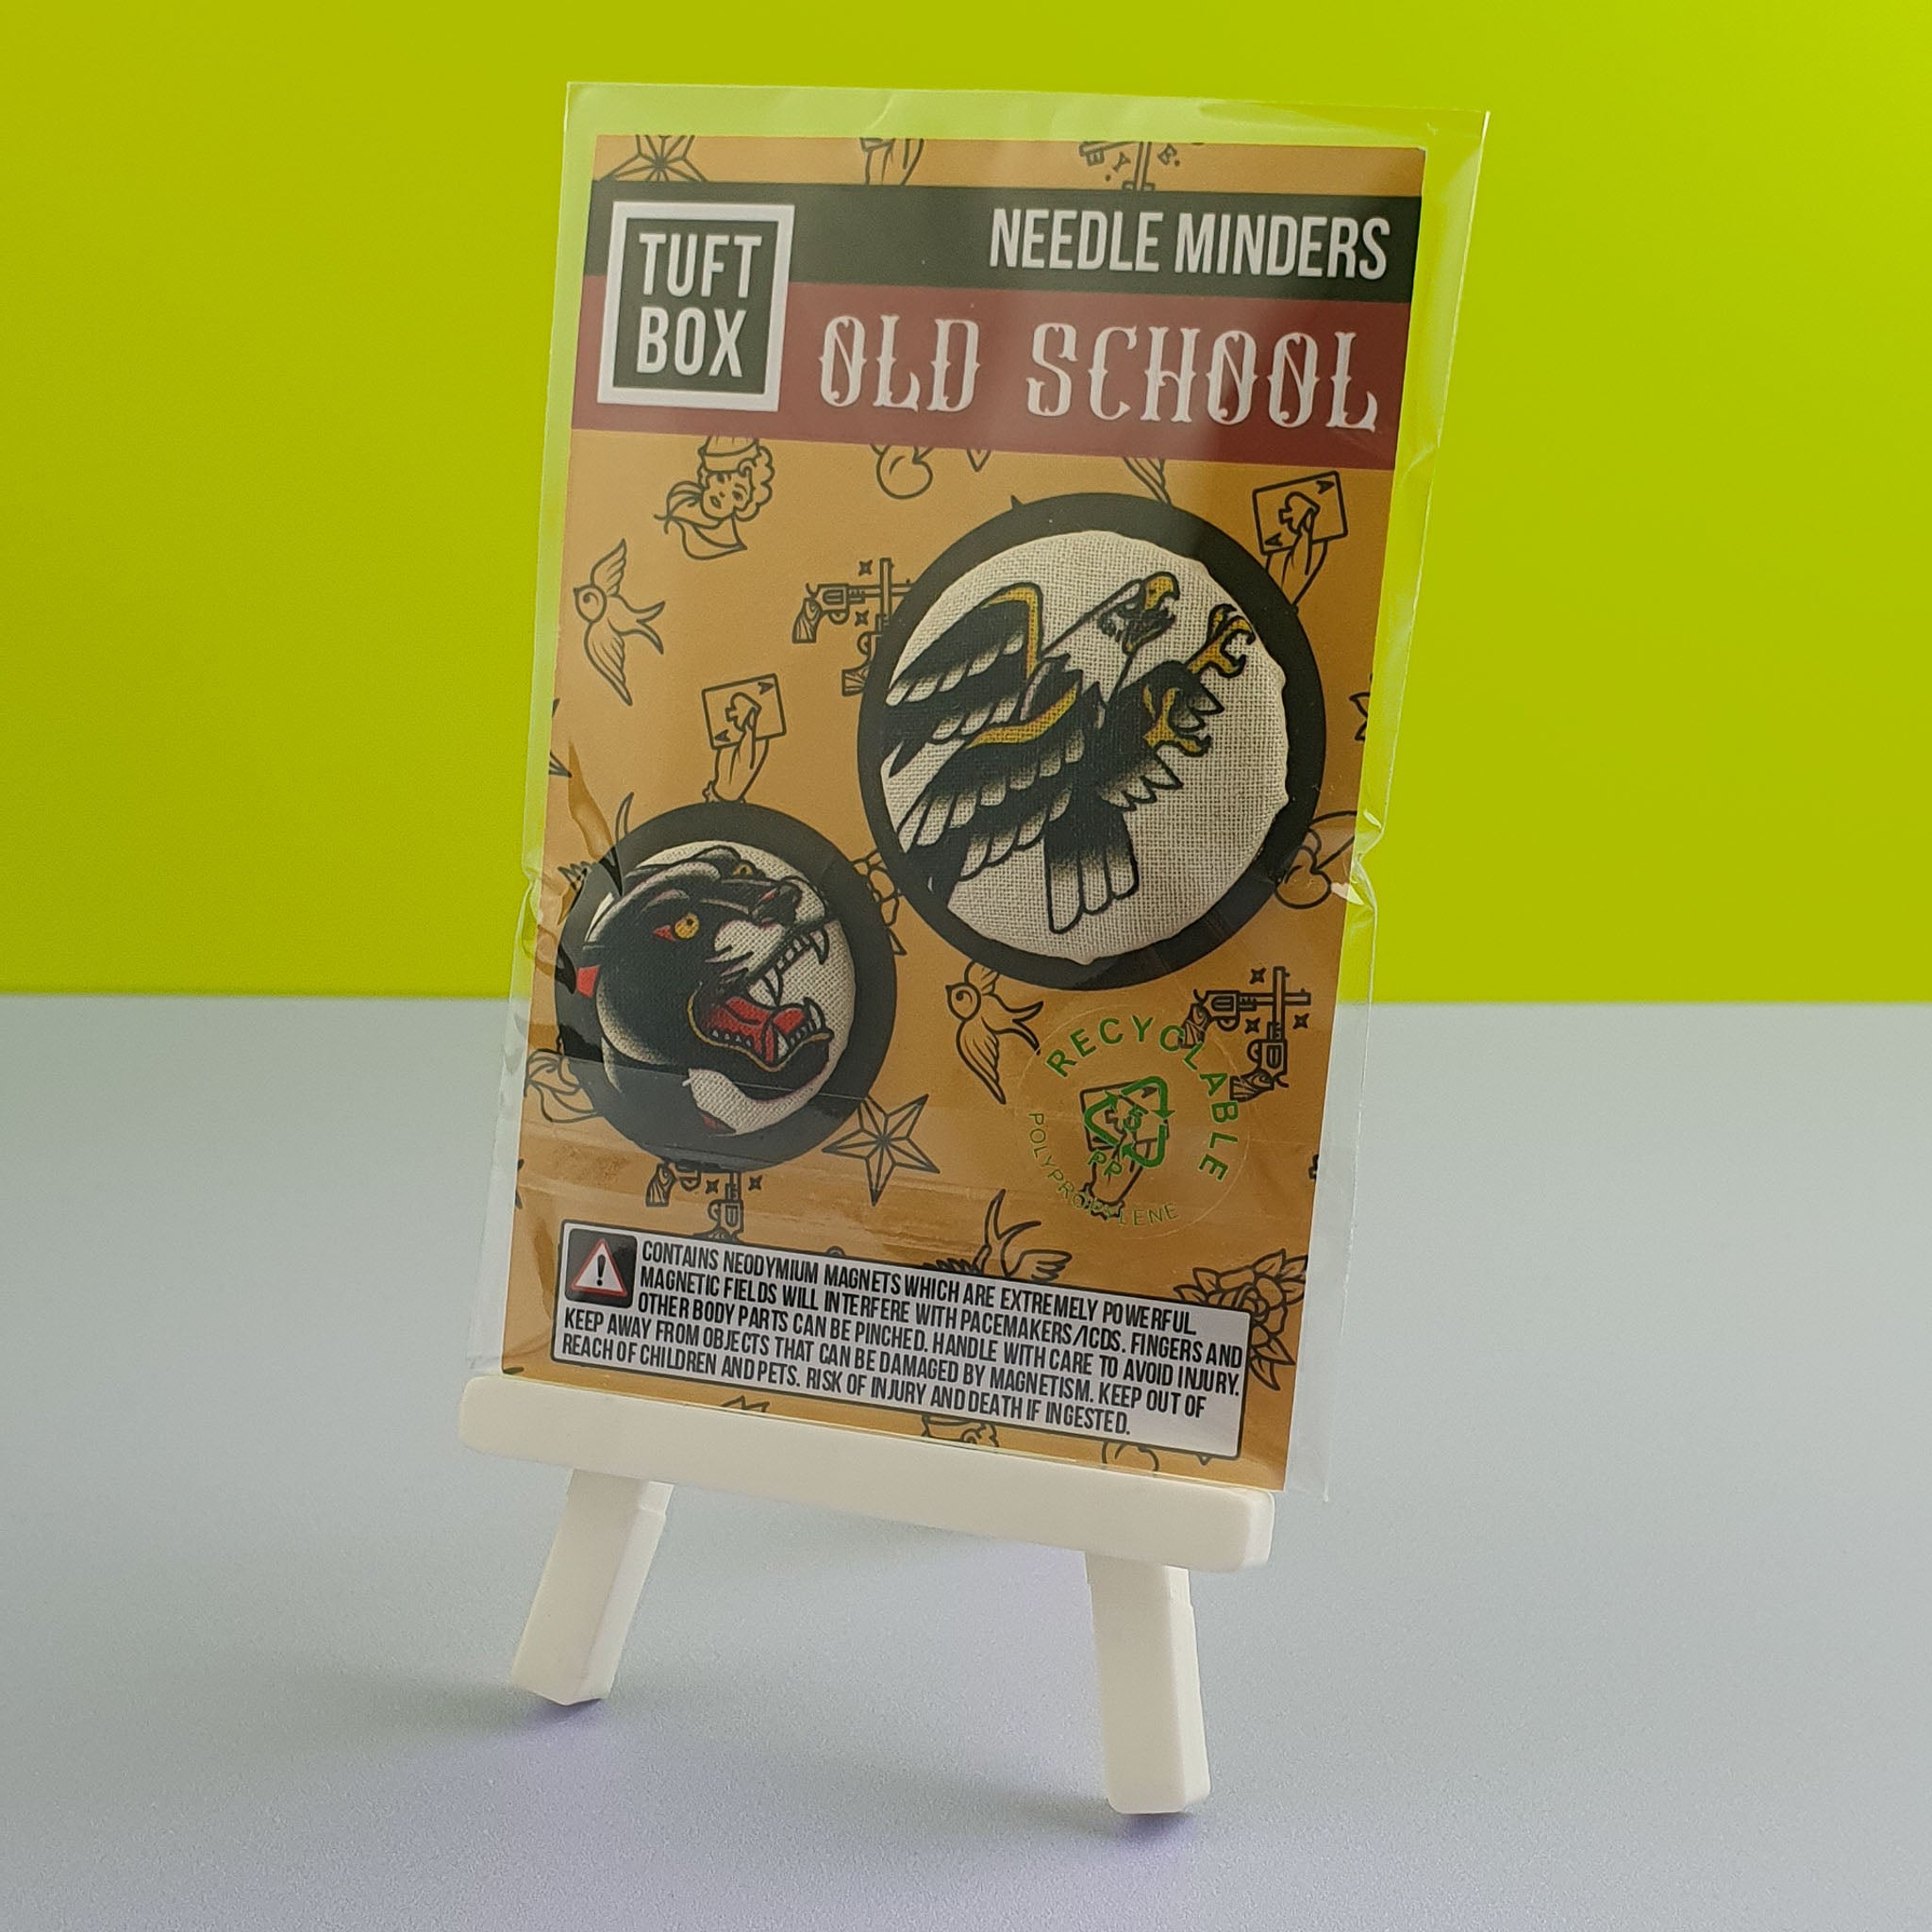 TUFT
BOX
NEEDLE MINDERS
OLD SCHOOL
A
A
A
A
RECYCLABLE
5
PP
POLYPROPYLENE
CONTAINS NEODYMIUM MAGNETS WHICH ARE EXTREMELY POWERFUL.
MAGNETIC FIELDS WILL INTERFERE WITH PACEMAKERS/ICDS. FINGERS AND
OTHER BODY PARTS CAN BE PINCHED. HANDLE WITH CARE TO AVOID INJURY.
KEEP AWAY FROM OBJECTS THAT CAN BE DAMAGED BY MAGNETISM. KEEP OUT OF
REACH OF CHILDREN AND PETS. RISK OF INJURY AND DEATH IF INGESTED.